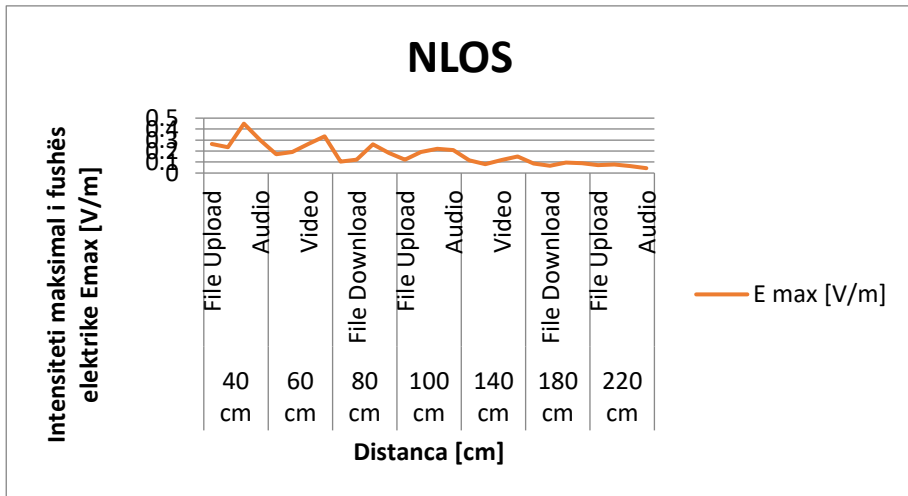 NLOS
Intensiteti maksimal i fushës
elektrike Emax [V/m]
0.5
0.4
0.3
0.2
0.1
0
File Upload
Audio
Video
File Download
File Upload
Audio
Video
File Download
File Upload
Audio
40
cm
60
cm
80
cm
100
cm
140
cm
180
cm
220
cm
Distanca [cm]
E max [V/m]